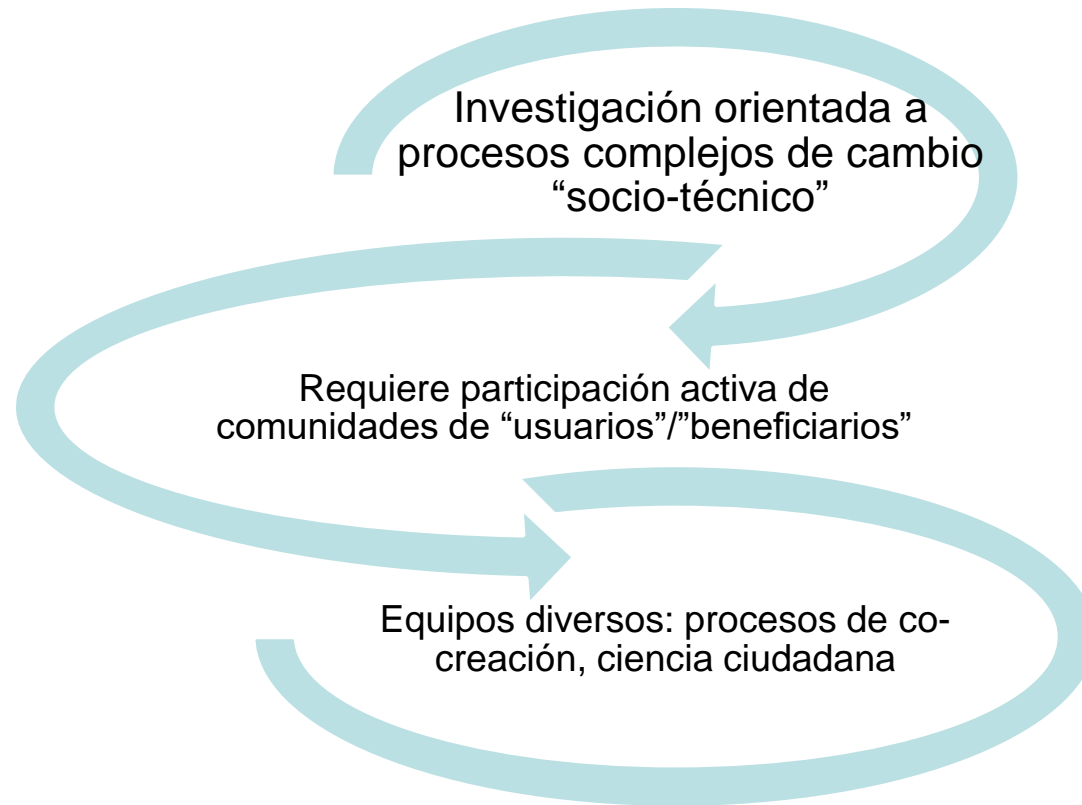 Investigación orientada a
procesos complejos de cambio
“socio-técnico”
Requiere participación activa de
comunidades de “usuarios”/”beneficiarios”
Equipos diversos: procesos de co-
creación, ciencia ciudadana